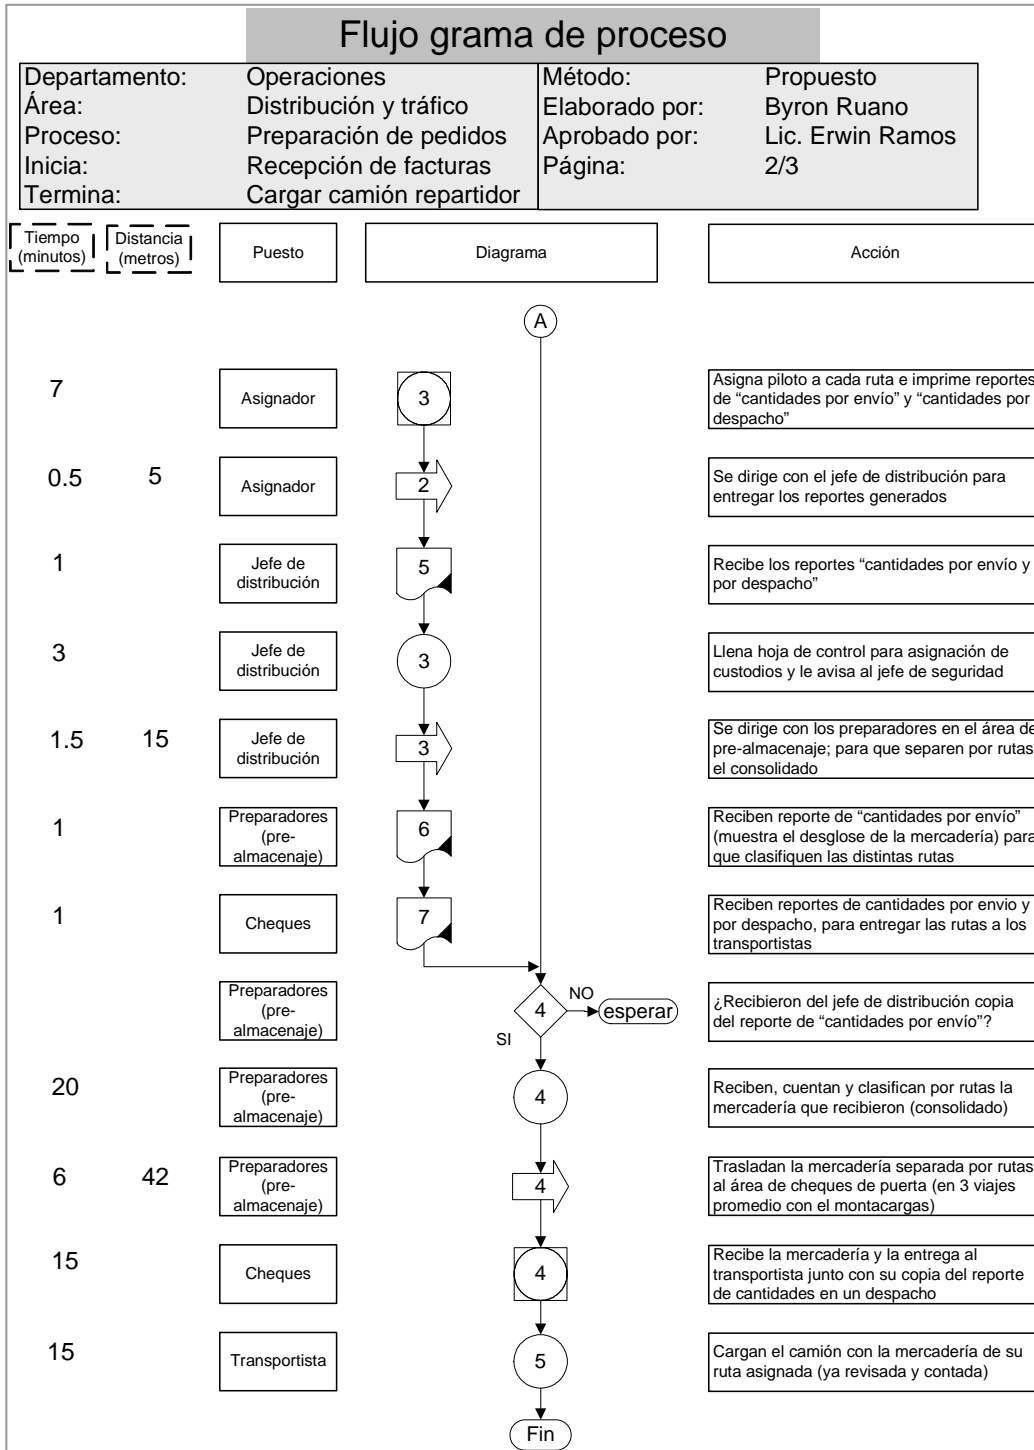 Flujo grama de proceso
Departamento: Operaciones
Área: Distribución y tráfico
Proceso: Preparación de pedidos
Inicia: Recepción de facturas
Termina: Cargar camión repartidor
Método: Propuesto
Elaborado por: Byron Ruano
Aprobado por: Lic. Erwin Ramos
Página: 2/3
Tiempo
(minutos)
Distancia
(metros)
Puesto
Diagrama
Acción
A
7
Asignador
3
Asigna piloto a cada ruta e imprime reportes
de “cantidades por envío” y “cantidades por
despacho”
0.5
5
Asignador
2
Se dirige con el jefe de distribución para
entregar los reportes generados
1
Jefe de
distribución
5
Recibe los reportes “cantidades por envío y
por despacho”
3
Jefe de
distribución
3
Llena hoja de control para asignación de
custodios y le avisa al jefe de seguridad
1.5
15
Jefe de
distribución
3
Se dirige con los preparadores en el área de
pre-almacenaje; para que separen por rutas
el consolidado
1
Preparadores
(pre-
almacenaje)
6
Reciben reporte de “cantidades por envío”
(muestra el desglose de la mercadería) para
que clasifiquen las distintas rutas
1
Cheques
7
Reciben reportes de cantidades por envio y
por despacho, para entregar las rutas a los
transportistas
Preparadores
(pre-
almacenaje)
4
NO
esperar
SI
¿Recibieron del jefe de distribución copia
del reporte de “cantidades por envío”?
20
Preparadores
(pre-
almacenaje)
4
Reciben, cuentan y clasifican por rutas la
mercadería que recibieron (consolidado)
6
42
Preparadores
(pre-
almacenaje)
4
Trasladan la mercadería separada por rutas
al área de cheques de puerta (en 3 viajes
promedio con el montacargas)
15
Cheques
4
Recibe la mercadería y la entrega al
transportista junto con su copia del reporte
de cantidades en un despacho
15
Transportista
5
Cargan el camión con la mercadería de su
ruta asignada (ya revisada y contada)
Fin